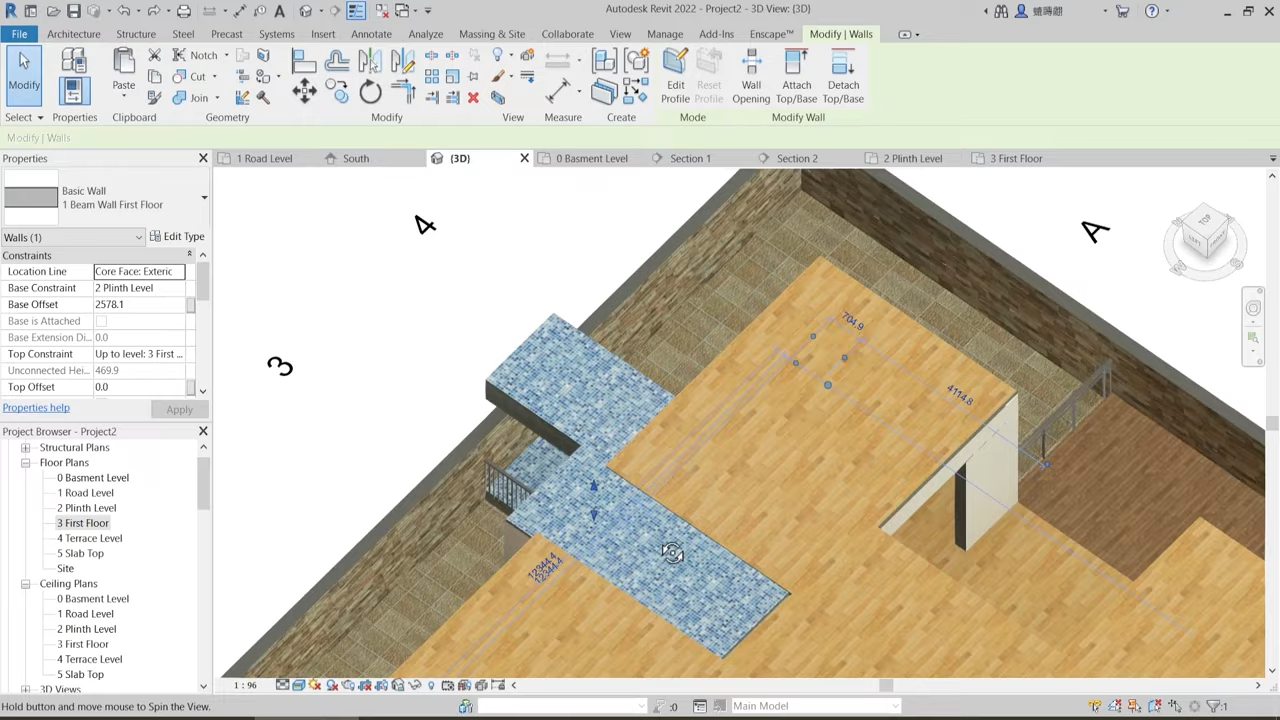 Autodesk Revit 2022 - Project2 - 3D View: {3D}
File Architecture Structure Steel Precast Systems Insert Annotate Analyze Massing & Site Collaborate View Manage Add-Ins Enscape™ Modify | Walls
Modify
Paste
Notch
Cut
Join
Edit Profile
Reset Profile
Wall Opening
Attach Top/Base
Detach Top/Base
Select Properties Clipboard Geometry Modify View Measure Create Mode Modify Wall
Modify | Walls
Properties
1 Road Level South {3D} 0 Basment Level Section 1 Section 2 2 Plinth Level 3 First Floor
Basic Wall
1 Beam Wall First Floor
Walls (1) Edit Type
Constraints
Location Line Core Face: Exteric
Base Constraint 2 Plinth Level
Base Offset 2578.1
Base is Attached
Base Extension Di... 0.0
Top Constraint Up to level: 3 First ...
Unconnected Hei... 469.9
Top Offset 0.0
Properties help Apply
Project Browser - Project2
Structural Plans
Floor Plans
0 Basment Level
1 Road Level
2 Plinth Level
3 First Floor
4 Terrace Level
5 Slab Top
Site
Ceiling Plans
0 Basment Level
1 Road Level
2 Plinth Level
3 First Floor
4 Terrace Level
5 Slab Top
3D Views
4
A
3
704.9
4114.8
12344.4
12344.4
TOP
LEFT
FRONT
1 : 96
Hold button and move mouse to Spin the View.
:0
Main Model
:1